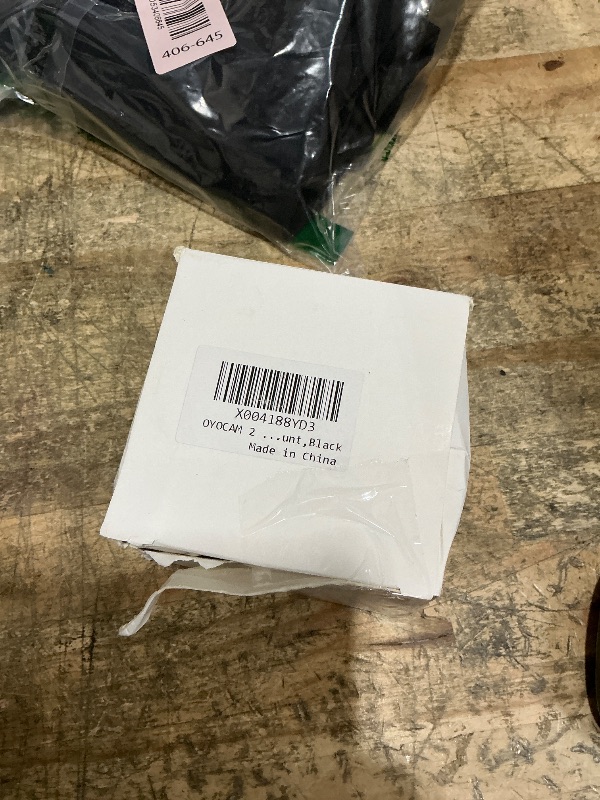 406-645
X004188YD3
OYOCAM 2 ...unt,Black
Made in China